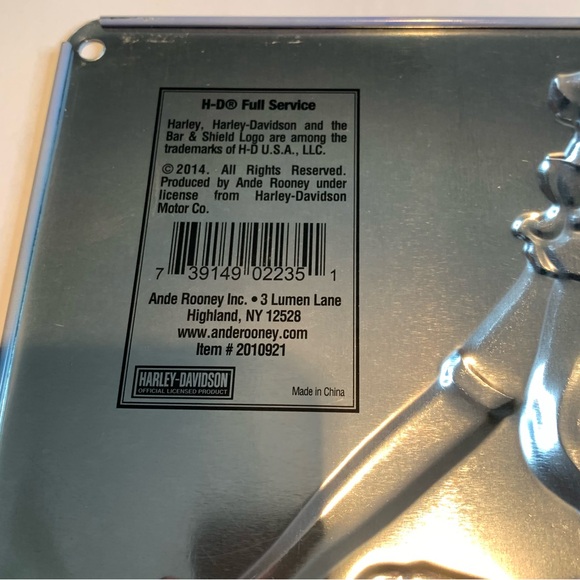 H-D® Full Service
Harley, Harley-Davidson and the
Bar & Shield Logo are among the
trademarks of H-D U.S.A., LLC.
© 2014. All Rights Reserved.
Produced by Ande Rooney under
license from Harley-Davidson
Motor Co.
7 39149 02235 1
Ande Rooney Inc. • 3 Lumen Lane
Highland, NY 12528
www.anderooney.com
Item # 2010921
HARLEY-DAVIDSON
OFFICIAL LICENSED PRODUCT
Made in China